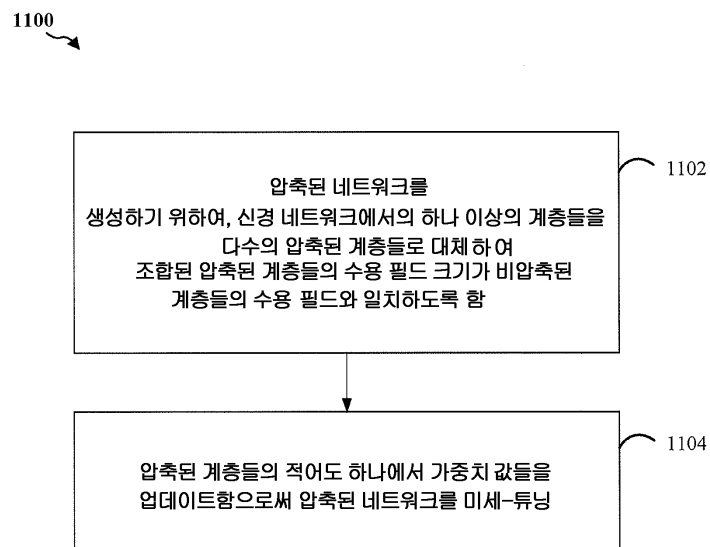 1100
압축된 네트워크를
생성하기 위하여, 신경 네트워크에서의 하나 이상의 계층들을
다수의 압축된 계층들로 대체하여
조합된 압축된 계층들의 수용 필드 크기가 비압축된
계층들의 수용 필드와 일치하도록 함
1102
압축된 계층들의 적어도 하나에서 가중치 값들을
업데이트함으로써 압축된 네트워크를 미세-튜닝
1104